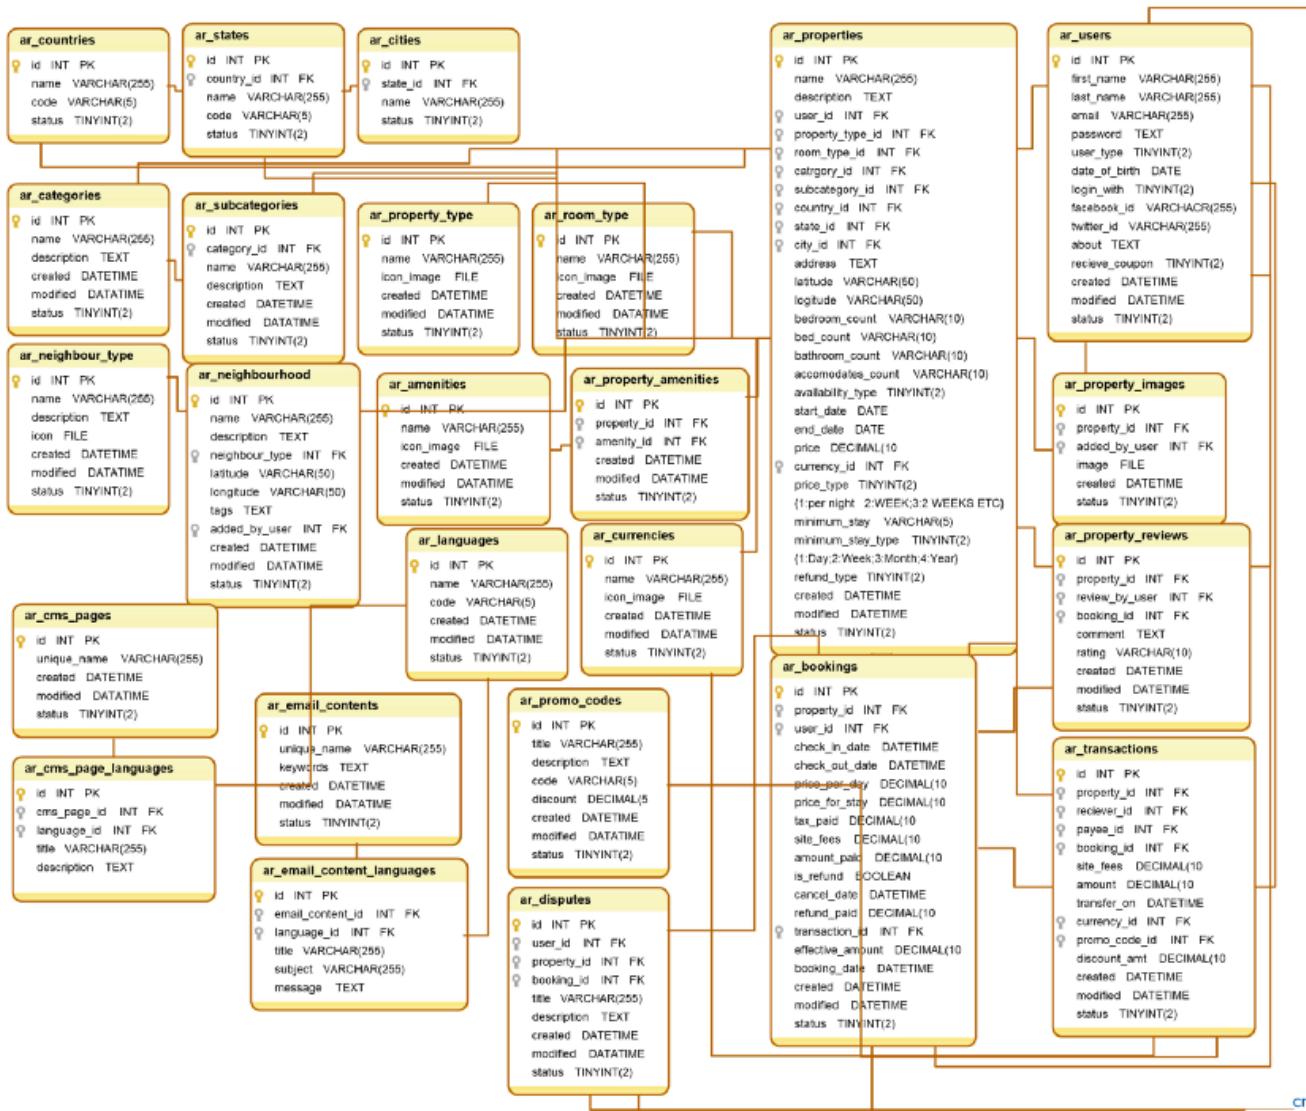 ar_countries
id INT PK
name VARCHAR(255)
code VARCHAR(5)
status TINYINT(2)
ar_states
id INT PK
country_id INT FK
name VARCHAR(255)
code VARCHAR(5)
status TINYINT(2)
ar_cities
id INT PK
state_id INT FK
name VARCHAR(255)
status TINYINT(2)
ar_properties
id INT PK
name VARCHAR(255)
description TEXT
user_id INT FK
property_type_id INT FK
room_type_id INT FK
catrgory_id INT FK
subcategory_id INT FK
country_id INT FK
state_id INT FK
city_id INT FK
address TEXT
latitude VARCHAR(50)
logitude VARCHAR(50)
bedroom_count VARCHAR(10)
bed_count VARCHAR(10)
bathroom_count VARCHAR(10)
accomodates_count VARCHAR(10)
availability_type TINYINT(2)
start_date DATE
end_date DATE
price DECIMAL(10
currency_id INT FK
price_type TINYINT(2)
{1:per night 2:WEEK;3:2 WEEKS ETC}
minimum_stay VARCHAR(5)
minimum_stay_type TINYINT(2)
{1:Day;2:Week;3:Month;4:Year}
refund_type TINYINT(2)
created DATETIME
modified DATETIME
status TINYINT(2)
ar_users
id INT PK
first_name VARCHAR(255)
last_name VARCHAR(255)
email VARCHAR(255)
password TEXT
user_type TINYINT(2)
date_of_birth DATE
login_with TINYINT(2)
facebook_id VARCHACR(255)
twitter_id VARCHAR(255)
about TEXT
recieve_coupon TINYINT(2)
created DATETIME
modified DATETIME
status TINYINT(2)
ar_categories
id INT PK
name VARCHAR(255)
description TEXT
created DATETIME
modified DATATIME
status TINYINT(2)
ar_subcategories
id INT PK
category_id INT FK
name VARCHAR(255)
description TEXT
created DATETIME
modified DATATIME
status TINYINT(2)
ar_property_type
id INT PK
name VARCHAR(255)
icon_image FILE
created DATETIME
modified DATATIME
status TINYINT(2)
ar_room_type
id INT PK
name VARCHAR(255)
icon_image FILE
created DATETIME
modified DATATIME
status TINYINT(2)
ar_neighbour_type
id INT PK
name VARCHAR(255)
description TEXT
icon FILE
created DATETIME
modified DATATIME
status TINYINT(2)
ar_neighbourhood
id INT PK
name VARCHAR(255)
description TEXT
neighbour_type INT FK
latitude VARCHAR(50)
longitude VARCHAR(50)
tags TEXT
added_by_user INT FK
created DATETIME
modified DATATIME
status TINYINT(2)
ar_amenities
id INT PK
name VARCHAR(255)
icon_image FILE
created DATETIME
modified DATATIME
status TINYINT(2)
ar_property_amenities
id INT PK
property_id INT FK
amenity_id INT FK
created DATETIME
modified DATATIME
status TINYINT(2)
ar_property_images
id INT PK
property_id INT FK
added_by_user INT FK
image FILE
created DATETIME
status TINYINT(2)
ar_languages
id INT PK
name VARCHAR(255)
code VARCHAR(5)
created DATETIME
modified DATATIME
status TINYINT(2)
ar_currencies
id INT PK
name VARCHAR(255)
icon_image FILE
created DATETIME
modified DATATIME
status TINYINT(2)
ar_property_reviews
id INT PK
property_id INT FK
review_by_user INT FK
booking_id INT FK
comment TEXT
rating VARCHAR(10)
created DATETIME
modified DATETIME
status TINYINT(2)
ar_cms_pages
id INT PK
unique_name VARCHAR(255)
created DATETIME
modified DATATIME
status TINYINT(2)
ar_email_contents
id INT PK
unique_name VARCHAR(255)
keywords TEXT
created DATETIME
modified DATATIME
status TINYINT(2)
ar_promo_codes
id INT PK
title VARCHAR(255)
description TEXT
code VARCHAR(5)
discount DECIMAL(5
created DATETIME
modified DATATIME
status TINYINT(2)
ar_bookings
id INT PK
property_id INT FK
user_id INT FK
check_in_date DATETIME
check_out_date DATETIME
price_per_day DECIMAL(10
price_for_stay DECIMAL(10
tax_paid DECIMAL(10
site_fees DECIMAL(10
amount_paid DECIMAL(10
is_refund BOOLEAN
cancel_date DATETIME
refund_paid DECIMAL(10
transaction_id INT FK
effective_amount DECIMAL(10
booking_date DATETIME
created DATETIME
modified DATETIME
status TINYINT(2)
ar_transactions
id INT PK
property_id INT FK
reciever_id INT FK
payee_id INT FK
booking_id INT FK
site_fees DECIMAL(10
amount DECIMAL(10
transfer_on DATETIME
currency_id INT FK
promo_code_id INT FK
discount_amt DECIMAL(10
created DATETIME
modified DATETIME
status TINYINT(2)
ar_cms_page_languages
id INT PK
cms_page_id INT FK
language_id INT FK
title VARCHAR(255)
description TEXT
ar_email_content_languages
id INT PK
email_content_id INT FK
language_id INT FK
title VARCHAR(255)
subject VARCHAR(255)
message TEXT
ar_disputes
id INT PK
user_id INT FK
property_id INT FK
booking_id INT FK
title VARCHAR(255)
description TEXT
created DATETIME
modified DATATIME
status TINYINT(2)
cr